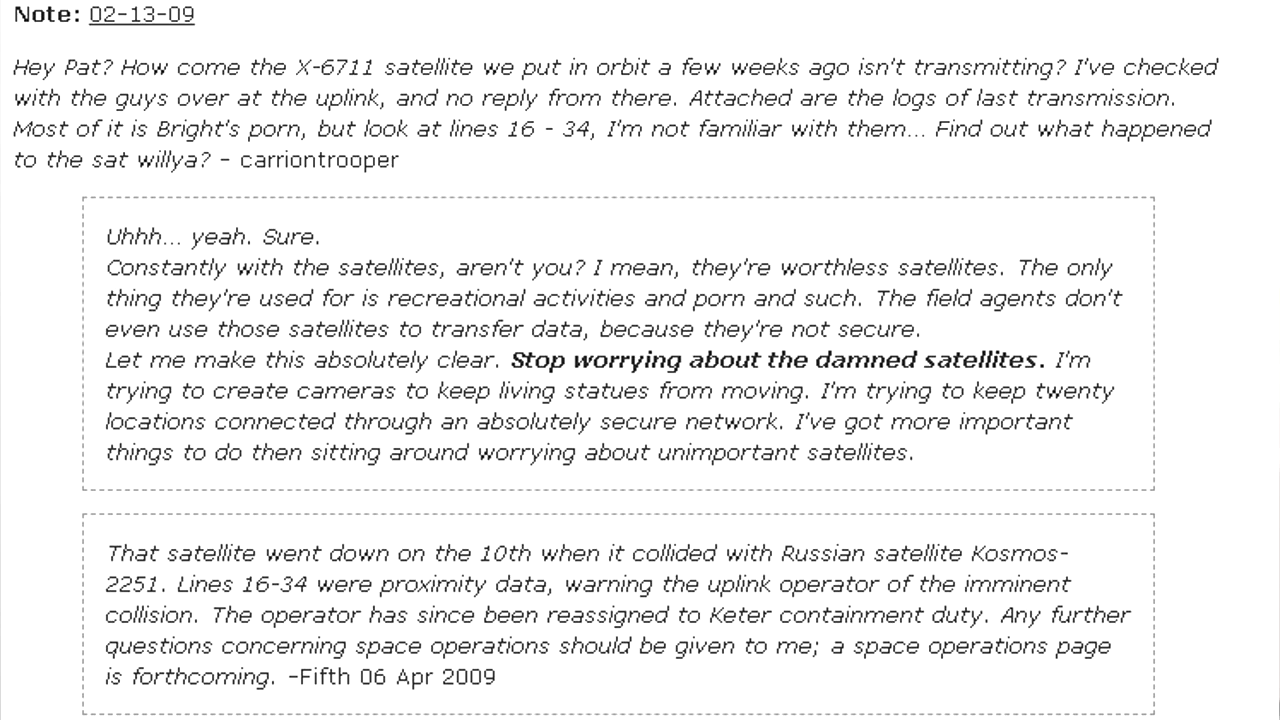 Note: 02-13-09
Hey Pat? How come the X-6711 satellite we put in orbit a few weeks ago isn't transmitting? I've checked
with the guys over at the uplink, and no reply from there. Attached are the logs of last transmission.
Most of it is Bright's porn, but look at lines 16 - 34, I'm not familiar with them... Find out what happened
to the sat willya? - carriontrooper
Uhhh... yeah. Sure.
Constantly with the satellites, aren't you? I mean, they're worthless satellites. The only
thing they're used for is recreational activities and porn and such. The field agents don't
even use those satellites to transfer data, because they're not secure.
Let me make this absolutely clear. Stop worrying about the damned satellites. I'm
trying to create cameras to keep living statues from moving. I'm trying to keep twenty
locations connected through an absolutely secure network. I've got more important
things to do then sitting around worrying about unimportant satellites.
That satellite went down on the 10th when it collided with Russian satellite Kosmos-
2251. Lines 16-34 were proximity data, warning the uplink operator of the imminent
collision. The operator has since been reassigned to Keter containment duty. Any further
questions concerning space operations should be given to me; a space operations page
is forthcoming. -Fifth 06 Apr 2009